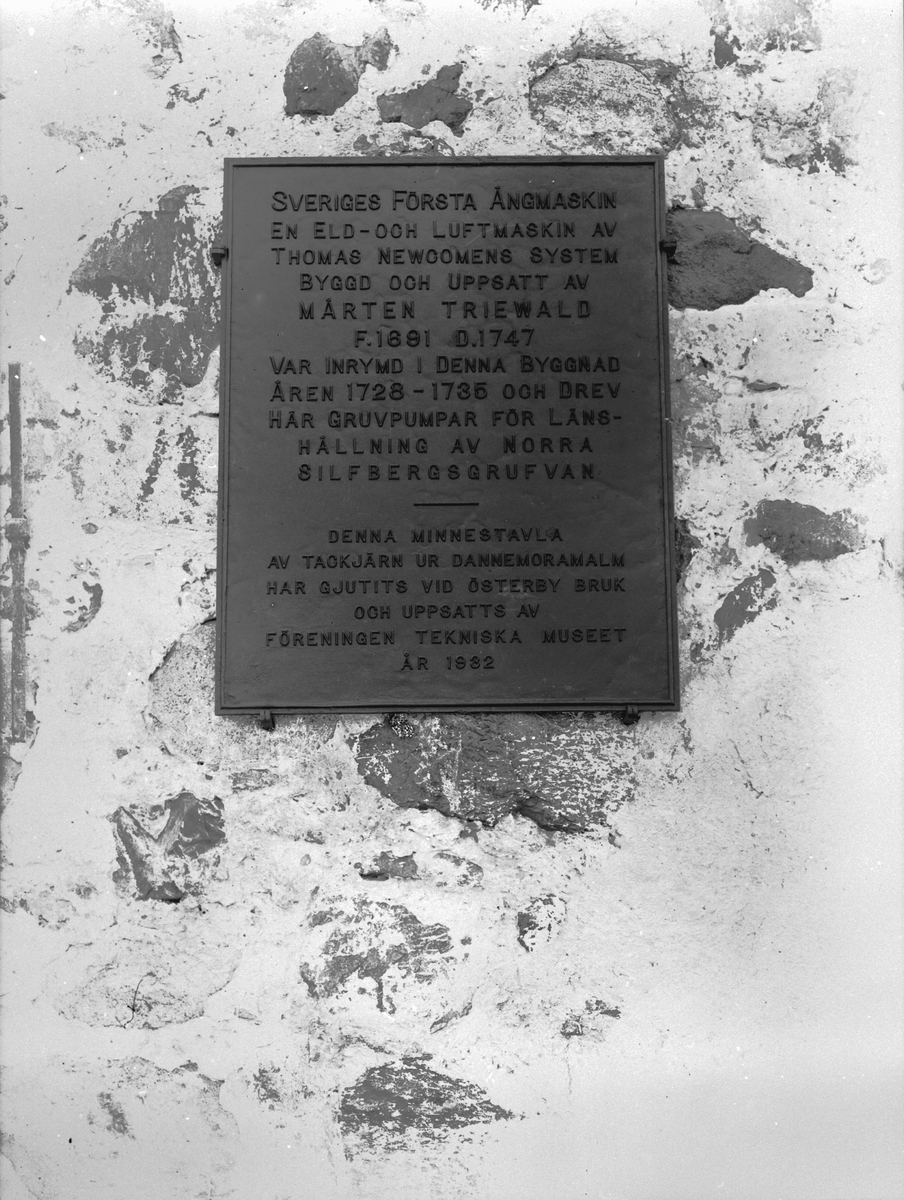 SVERIGES FÖRSTA ÅNGMASKIN
EN ELD-OCH LUFTMASKIN AV
THOMAS NEWCOMENS SYSTEM
BYGGD OCH UPPSATT AV
MÅRTEN TRIEWALD
F.1691 D.1747
VAR INRYMD I DENNA BYGGNAD
ÅREN 1728-1735 OCH DREV
HÄR GRUVPUMPAR FÖR LÄNS-
HÅLLNING AV NORRA
SILFBERGSGRUFVAN
DENNA MINNESTAVLA
AV TACKJÄRN UR DANNEMORAMALM
HAR GJUTITS VID ÖSTERBY BRUK
OCH UPPSATTS AV
FÖRENINGEN TEKNISKA MUSEET
ÅR 1932